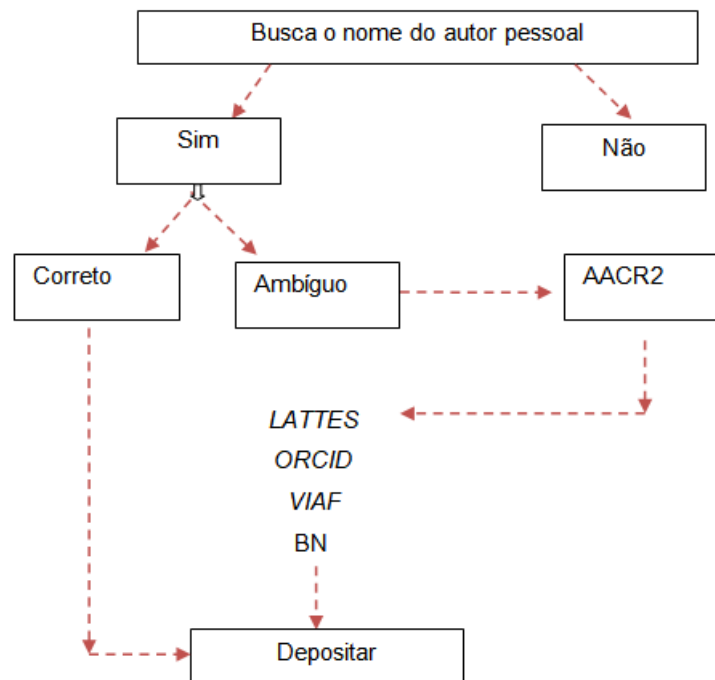 Busca o nome do autor pessoal
Sim
Não
Correto
Ambíguo
AACR2
LATTES
ORCID
VIAF
BN
Depositar